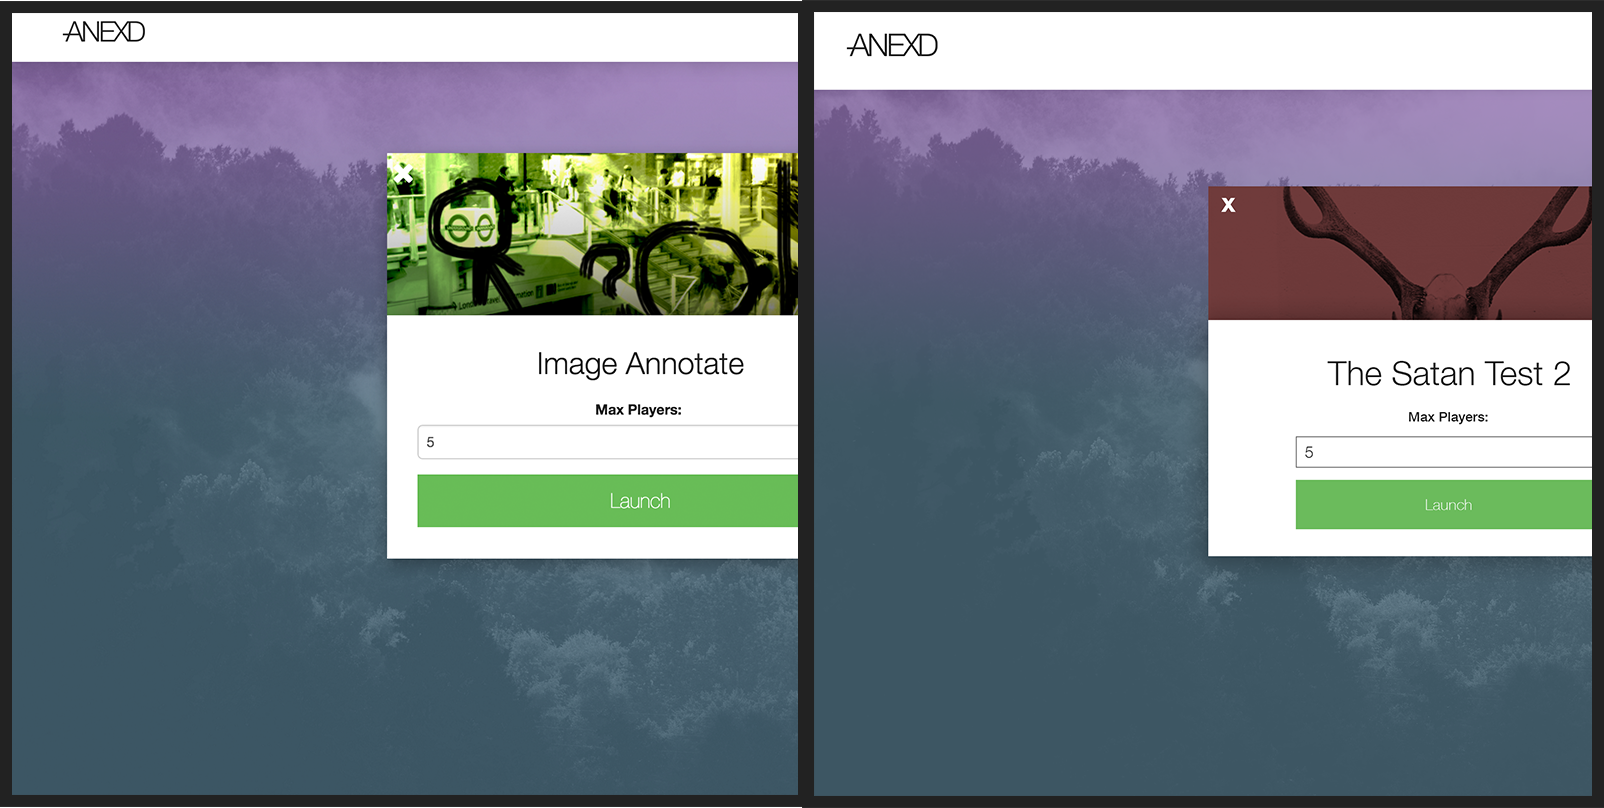 ANEXD
Image Annotate
Max Players:
5
Launch
ANEXD
X
The Satan Test 2
Max Players:
5
Launch